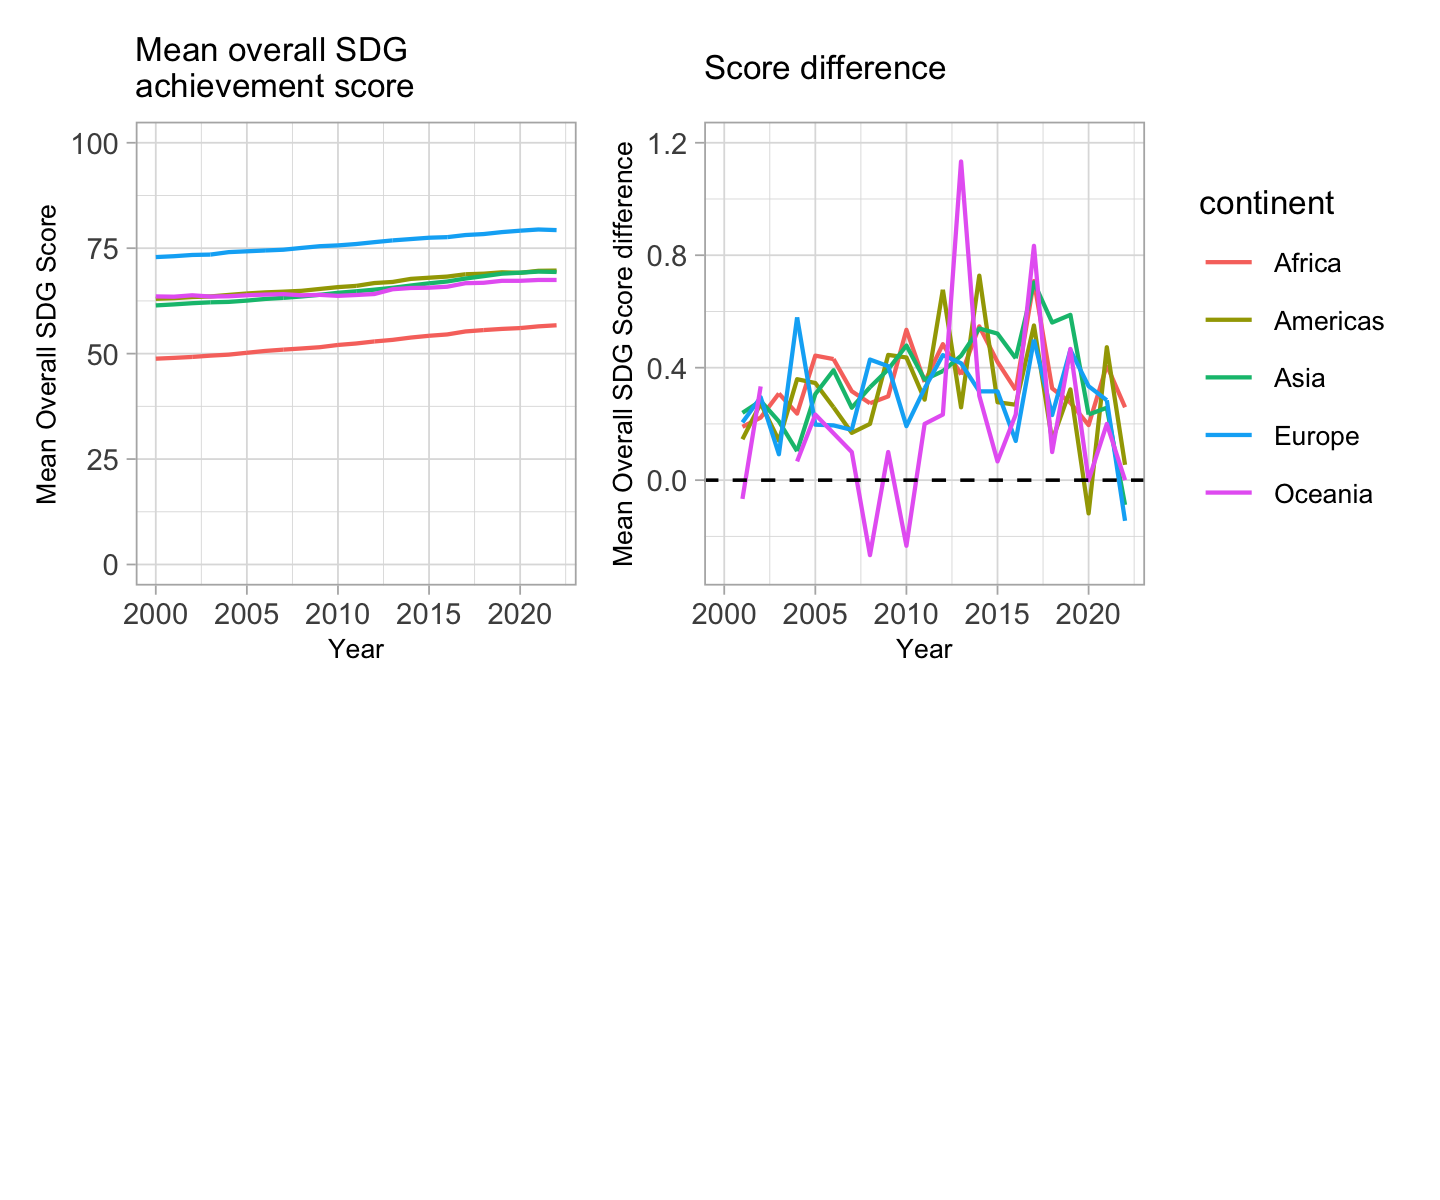 Mean overall SDG
achievement score
Mean Overall SDG Score
100
75
50
25
0
2000 2005 2010 2015 2020
Year
Score difference
Mean Overall SDG Score difference
1.2
0.8
0.4
0.0
2000 2005 2010 2015 2020
Year
continent
Africa
Americas
Asia
Europe
Oceania